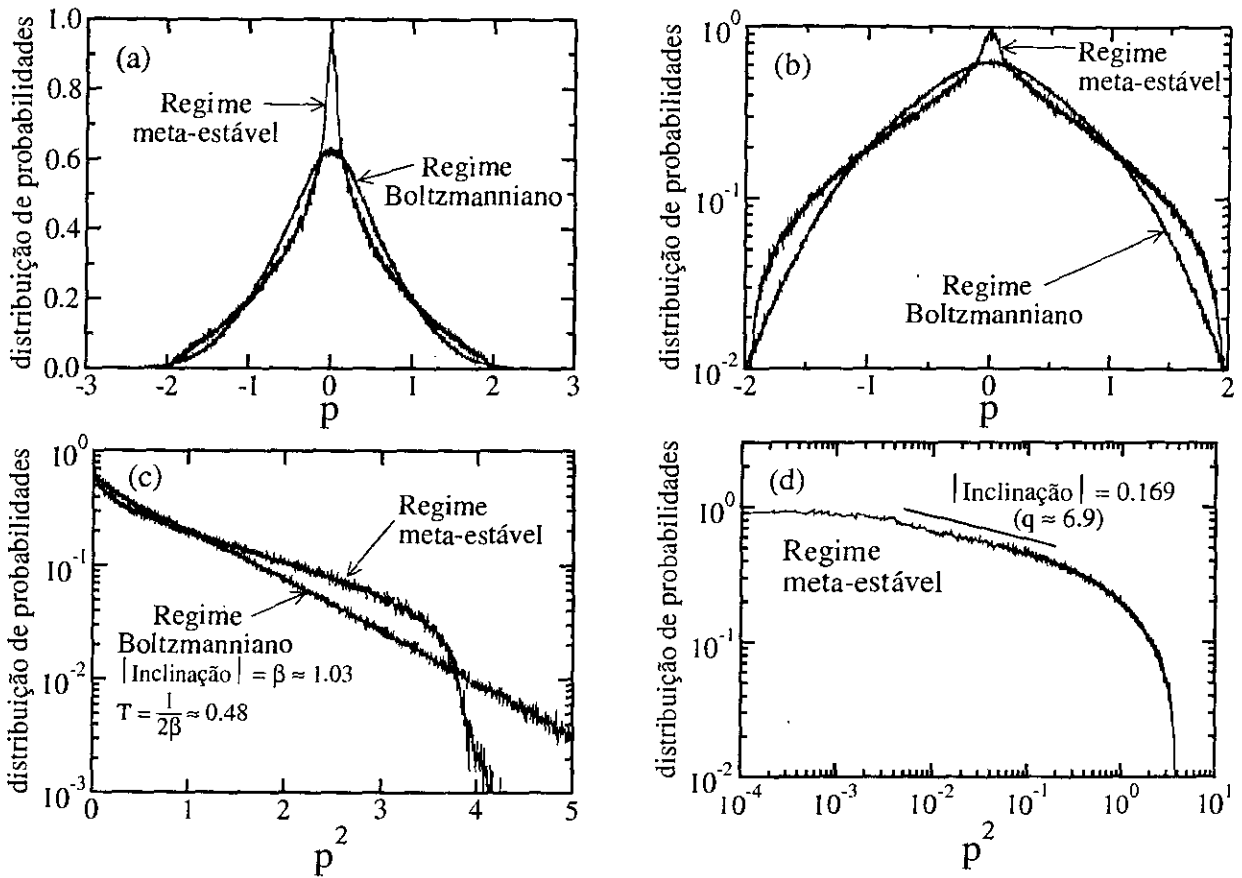 distribuição de probabilidades
1.0
0.8
0.6
0.4
0.2
0.0
(a)
Regime
meta-estável
Regime
Boltzmanniano
-3
-2
-1
0
1
2
3
p
distribuição de probabilidades
10^0
10^-1
10^-2
(b)
Regime
meta-estável
Regime
Boltzmanniano
-2
-1
0
1
2
p
distribuição de probabilidades
10^0
10^-1
10^-2
10^-3
(c)
Regime
meta-estável
Regime
Boltzmanniano
|Inclinação| = β ≈ 1.03
T = 1/2β ≈ 0.48
0
1
2
3
4
5
p^2
distribuição de probabilidades
10^0
10^-1
10^-2
(d)
|Inclinação| = 0.169
(q ≈ 6.9)
Regime
meta-estável
10^-4
10^-3
10^-2
10^-1
10^0
10^1
p^2